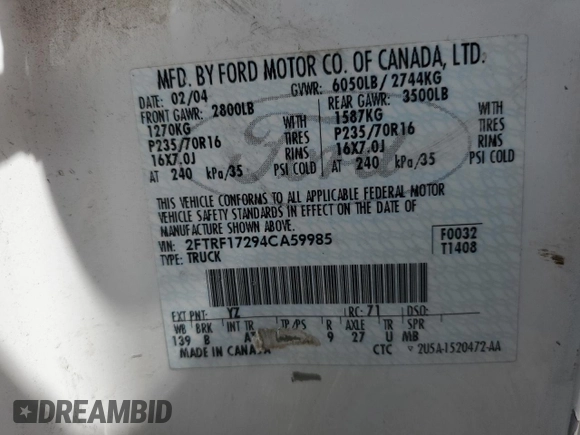 MFD. BY FORD MOTOR CO. OF CANADA, LTD.
DATE: 02/04 GVWR: 6050LB/ 2744KG
FRONT GAWR: 2800LB REAR GAWR: 3500LB
1270KG WITH 1587KG WITH
P235/70R16 TIRES P235/70R16 TIRES
16X7.0J RIMS 16X7.0J RIMS
AT 240 kPa/35 PSI COLD AT 240 kPa/35 PSI COLD
Ford
THIS VEHICLE CONFORMS TO ALL APPLICABLE FEDERAL MOTOR
VEHICLE SAFETY STANDARDS IN EFFECT ON THE DATE OF
MANUFACTURE SHOWN ABOVE.
VIN: 2FTRF17294CA59985 F0032
TYPE: TRUCK T1408
EXT PNT: YZ RC: 71 DSO:
WB BRK INT TR TP/PS R AXLE TR SPR
139 B A 9 27 U MB
MADE IN CANADA CTC 2U5A-1520472-AA
DREAMBID